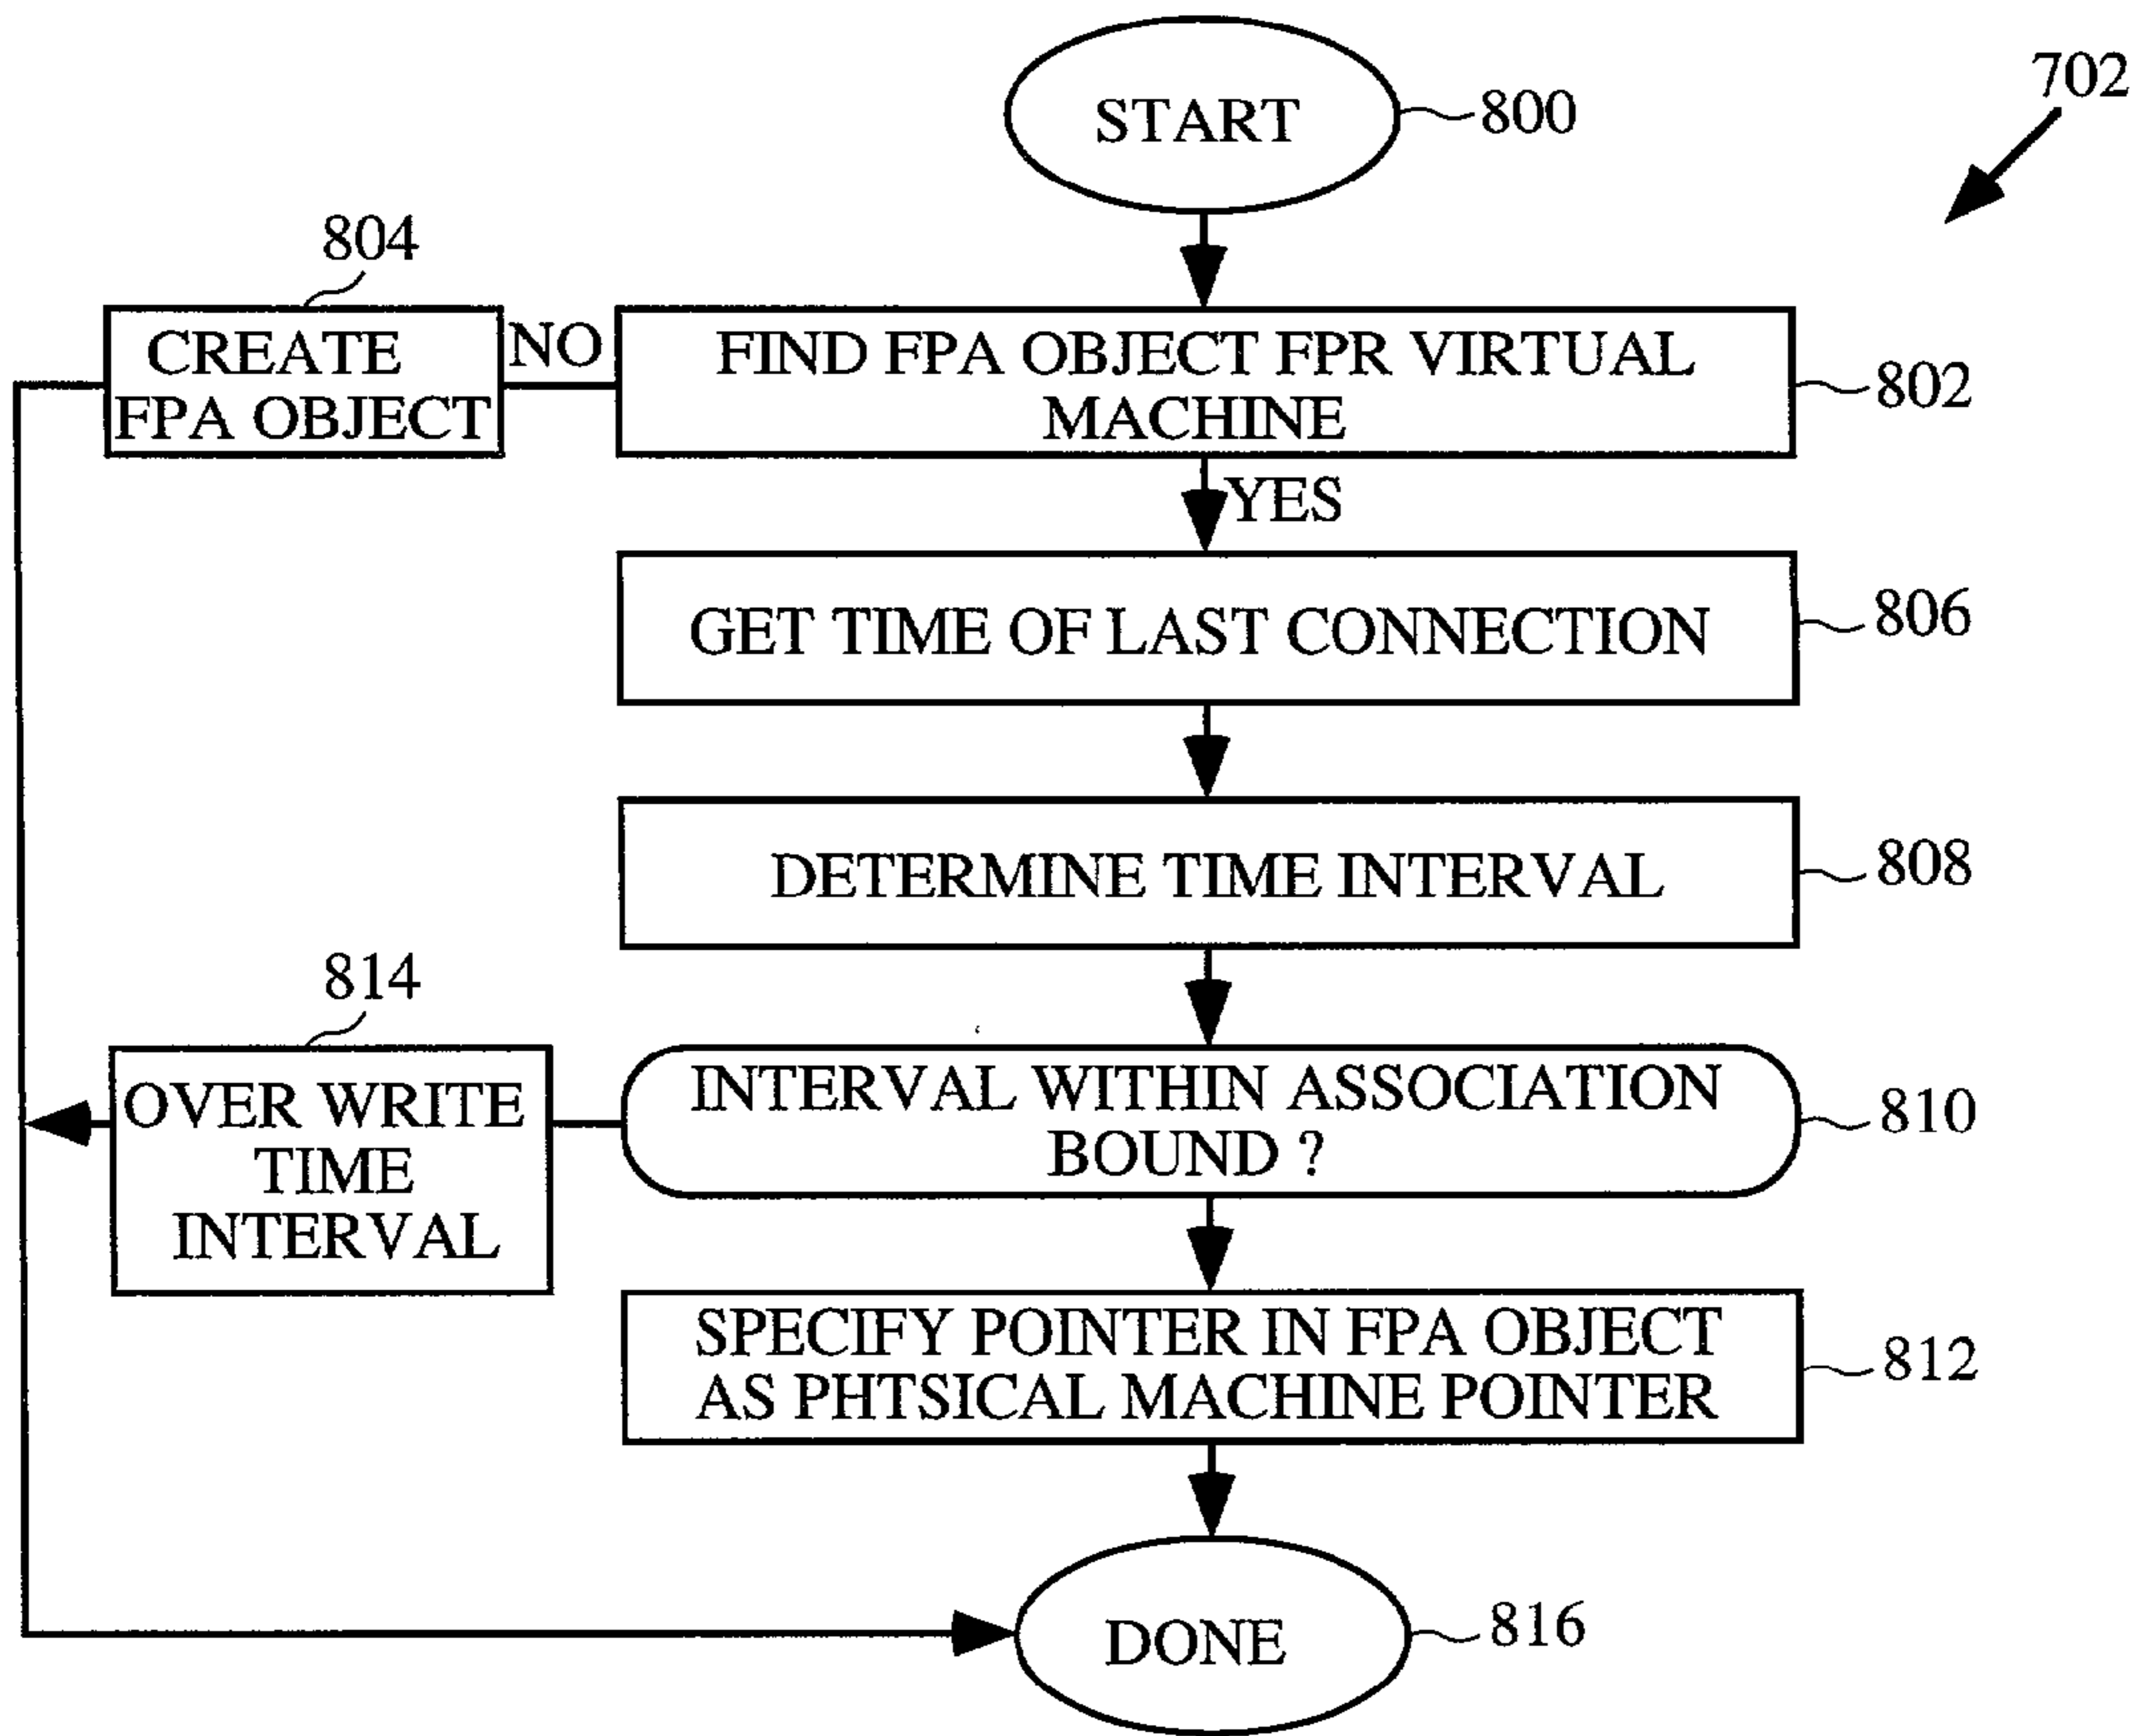 702
START
800
804
CREATE
FPA OBJECT
NO
FIND FPA OBJECT FPR VIRTUAL
MACHINE
802
YES
GET TIME OF LAST CONNECTION
806
DETERMINE TIME INTERVAL
808
814
OVER WRITE
TIME
INTERVAL
INTERVAL WITHIN ASSOCIATION
BOUND ?
810
SPECIFY POINTER IN FPA OBJECT
AS PHTSICAL MACHINE POINTER
812
DONE
816